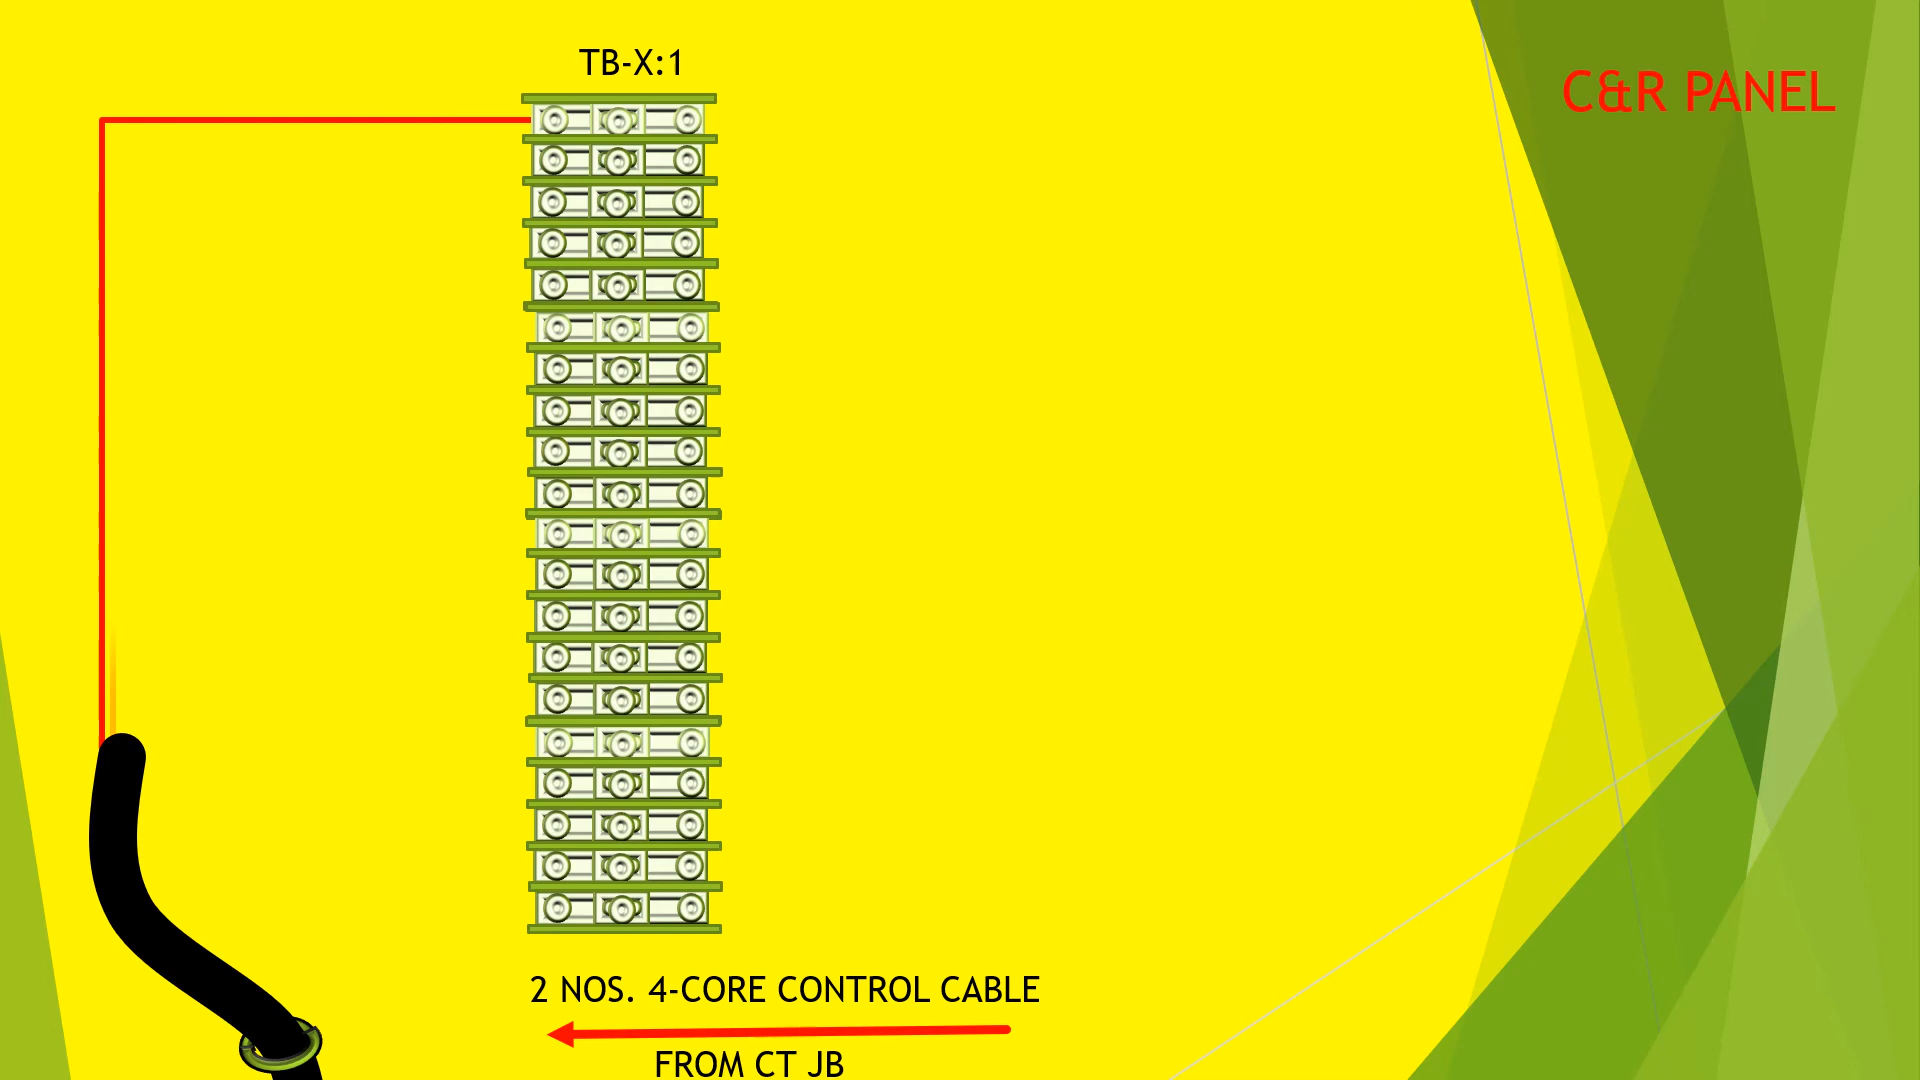 TB-X:1
C&R PANEL
2 NOS. 4-CORE CONTROL CABLE
FROM CT JB